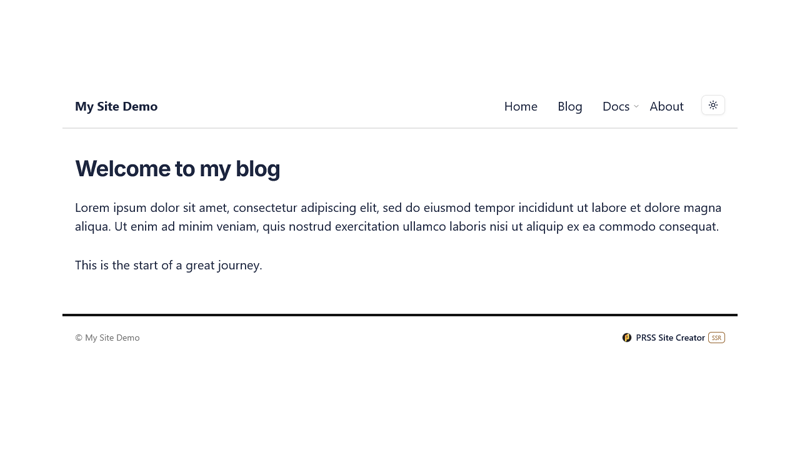 My Site Demo
Home Blog Docs About
Welcome to my blog
Lorem ipsum dolor sit amet, consectetur adipiscing elit, sed do eiusmod tempor incididunt ut labore et dolore magna
aliqua. Ut enim ad minim veniam, quis nostrud exercitation ullamco laboris nisi ut aliquip ex ea commodo consequat.
This is the start of a great journey.
© My Site Demo
PRSS Site Creator SSR